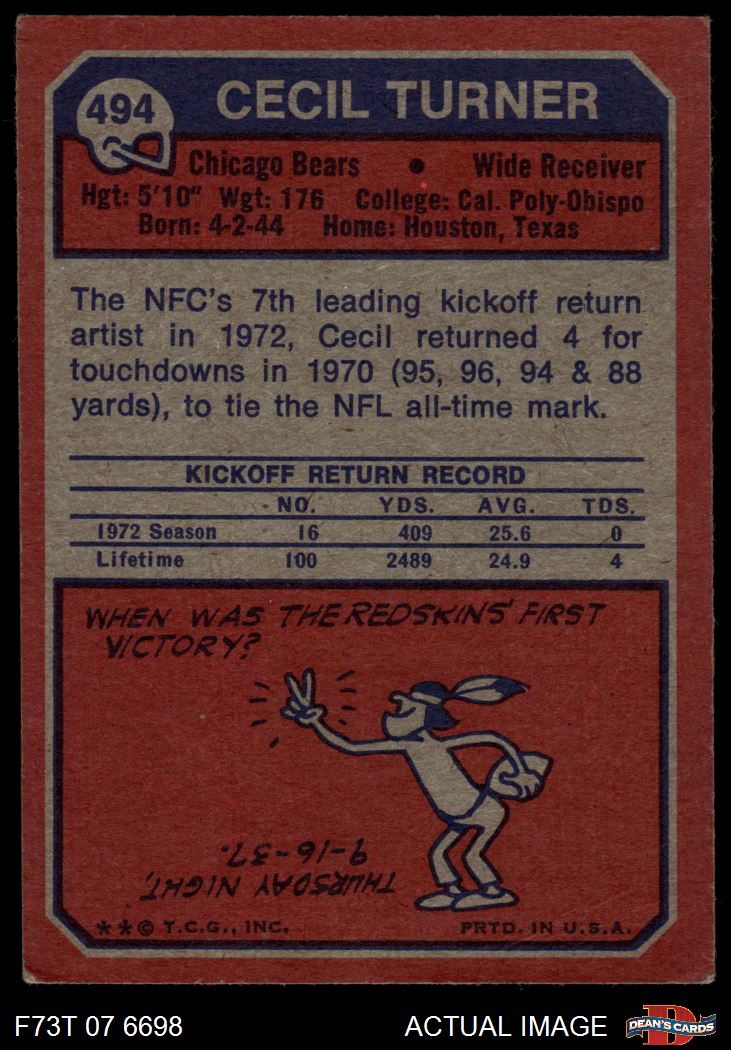 494
CECIL TURNER
Chicago Bears • Wide Receiver
Hgt: 5'10" Wgt: 176 College: Cal. Poly-Obispo
Born: 4-2-44 Home: Houston, Texas
The NFC's 7th leading kickoff return
artist in 1972, Cecil returned 4 for
touchdowns in 1970 (95, 96, 94 & 88
yards), to tie the NFL all-time mark.
KICKOFF RETURN RECORD
NO. YDS. AVG. TDS.
1972 Season 16 409 25.6 0
Lifetime 100 2489 24.9 4
WHEN WAS THE REDSKINS' FIRST
VICTORY?
THURSDAY NIGHT,
9-16-37.
**© T.C.G., INC. PRTD. IN U.S.A.
F73T 07 6698 ACTUAL IMAGE
D
DEAN'S CARDS